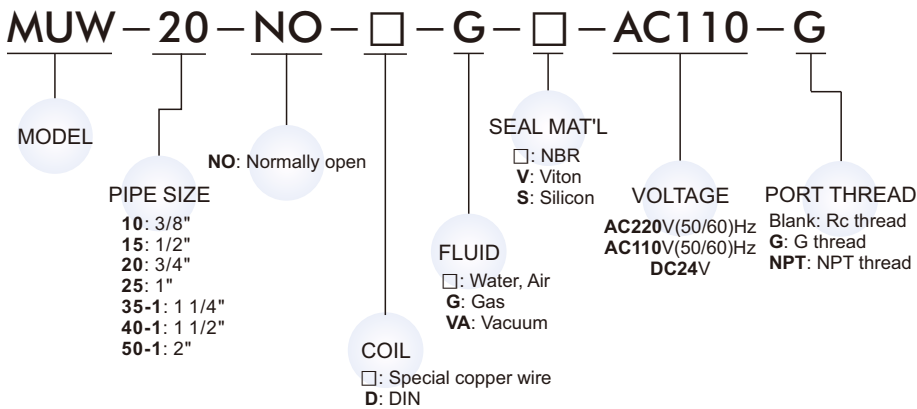 MUW – 20 – NO – □ – G – □ – AC110 – G
MODEL
PIPE SIZE
10: 3/8"
15: 1/2"
20: 3/4"
25: 1"
35-1: 1 1/4"
40-1: 1 1/2"
50-1: 2"
NO: Normally open
COIL
□: Special copper wire
D: DIN
FLUID
□: Water, Air
G: Gas
VA: Vacuum
SEAL MAT'L
□: NBR
V: Viton
S: Silicon
VOLTAGE
AC220V(50/60)Hz
AC110V(50/60)Hz
DC24V
PORT THREAD
Blank: Rc thread
G: G thread
NPT: NPT thread